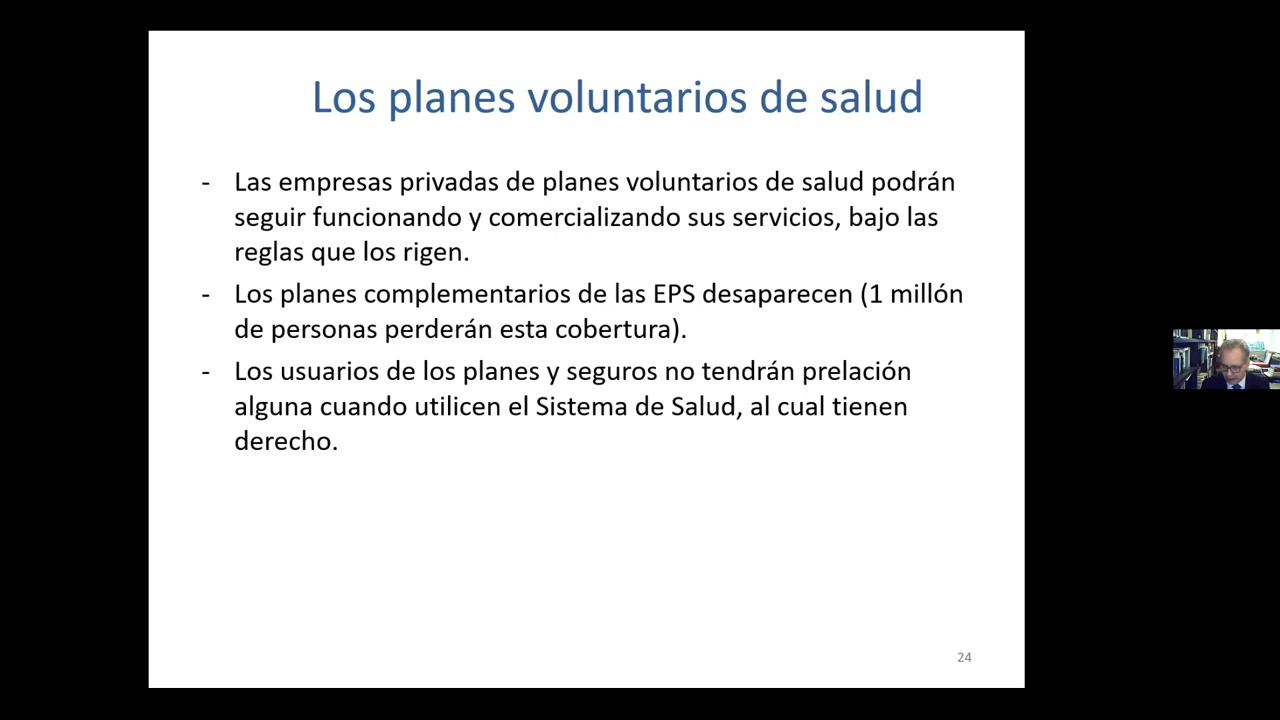 Los planes voluntarios de salud
- Las empresas privadas de planes voluntarios de salud podrán
seguir funcionando y comercializando sus servicios, bajo las
reglas que los rigen.
- Los planes complementarios de las EPS desaparecen (1 millón
de personas perderán esta cobertura).
- Los usuarios de los planes y seguros no tendrán prelación
alguna cuando utilicen el Sistema de Salud, al cual tienen
derecho.
24